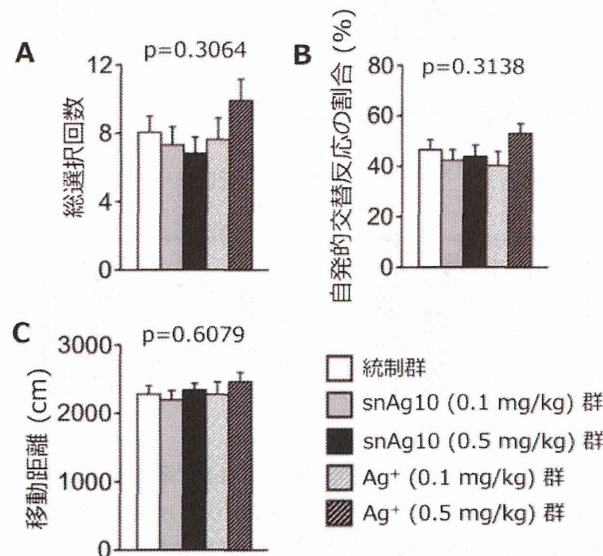 A
p=0.3064
総選択回数
12
8
4
0
B
p=0.3138
自発的交替反応の割合 (%)
80
60
40
20
0
C
p=0.6079
移動距離 (cm)
3000
2000
1000
0
統制群
snAg10 (0.1 mg/kg) 群
snAg10 (0.5 mg/kg) 群
Ag⁺ (0.1 mg/kg) 群
Ag⁺ (0.5 mg/kg) 群